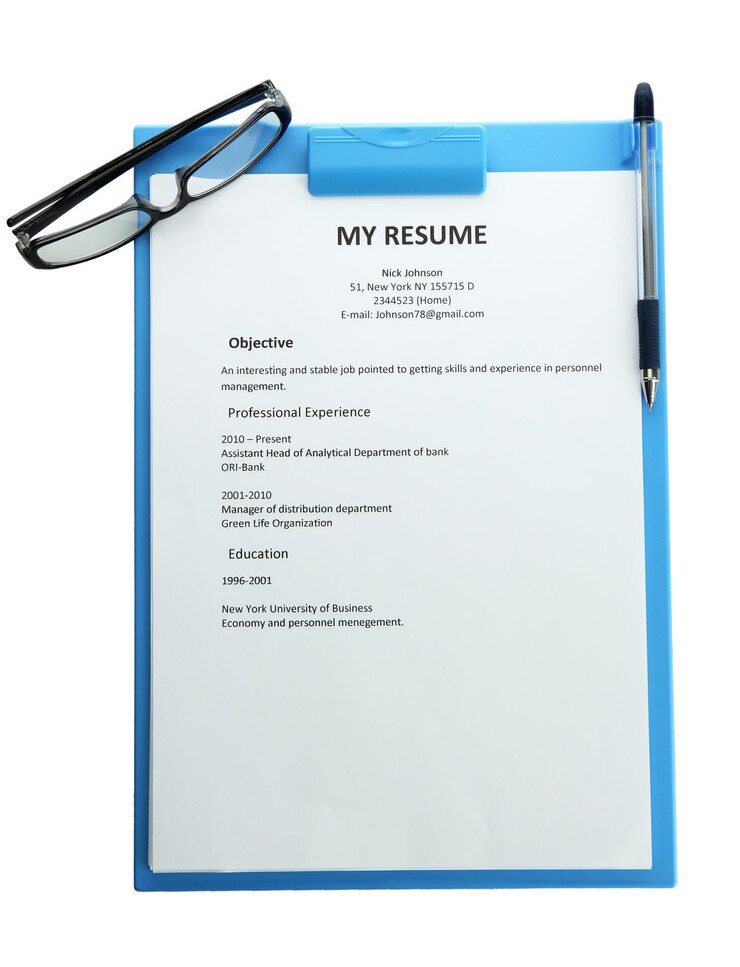 MY RESUME
Nick Johnson
51, New York NY 155715 D
2344523 (Home)
E-mail: Johnson78@gmail.com
Objective
An interesting and stable job pointed to getting skills and experience in personnel
management.
Professional Experience
2010 – Present
Assistant Head of Analytical Department of bank
ORI-Bank
2001-2010
Manager of distribution department
Green Life Organization
Education
1996-2001
New York University of Business
Economy and personnel menegement.